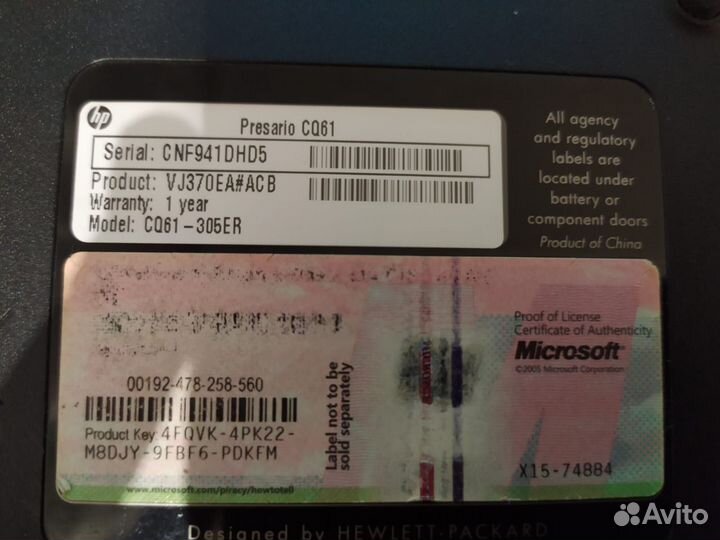 hp
Presario CQ61
Serial: CNF941DHD5
Product: VJ370EA#ACB
Warranty: 1 year
Model: CQ61-305ER
All agency
and regulatory
labels are
located under
battery or
component doors
Product of China
Proof of License
Certificate of Authenticity
Microsoft
©2005 Microsoft Corporation
Label not to be
sold separately
00192-478-258-560
Product Key: 4FQVK-4PK22-
M8DJY-9FBF6-PDKFM
X15-74884
www.microsoft.com/piracy/howtotell
Designed by HEWLETT-PACKARD
Avito